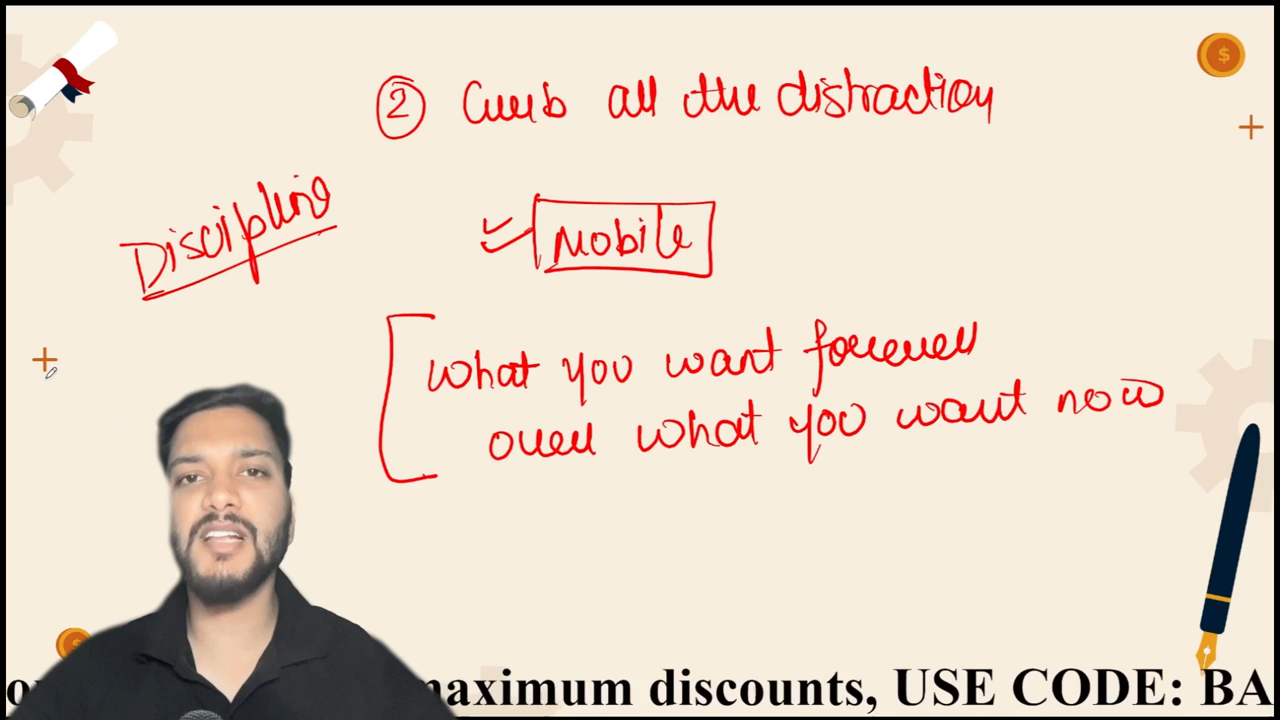 ② Curb all the distraction
Discipline
Mobile
What you want forever
over what you want now
maximum discounts, USE CODE: BA